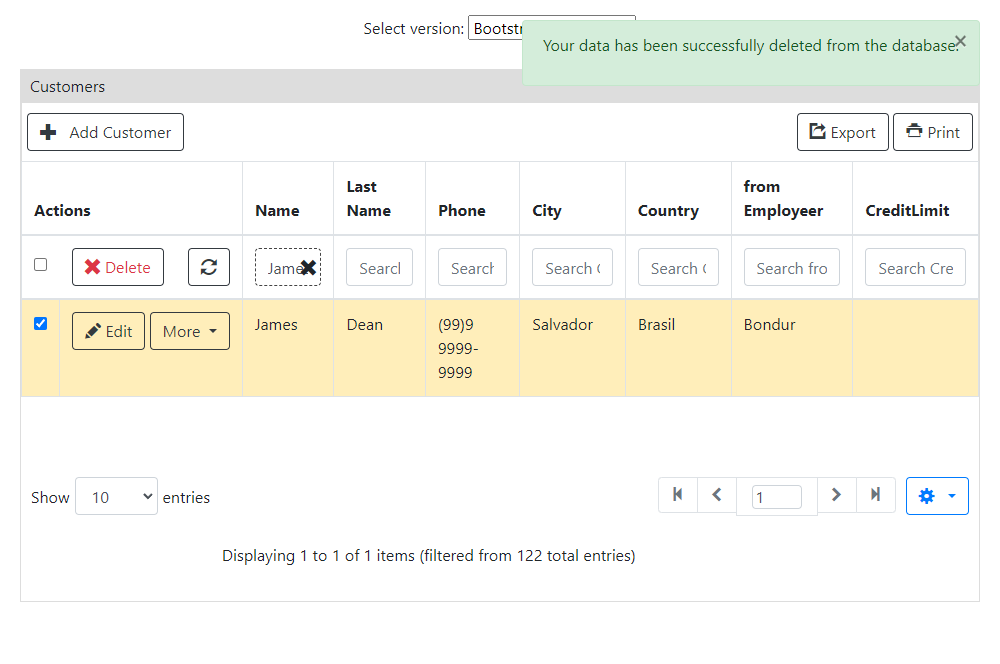 Select version: Bootst
Your data has been successfully deleted from the database.
Customers
Add Customer
Export
Print
Actions
Name
Last Name
Phone
City
Country
from Employeer
CreditLimit
Delete
Jame
Search
Search
Search C
Search C
Search fro
Search Cre
Edit
More
James
Dean
(99)9
9999-
9999
Salvador
Brasil
Bondur
Show 10 entries
1
Displaying 1 to 1 of 1 items (filtered from 122 total entries)